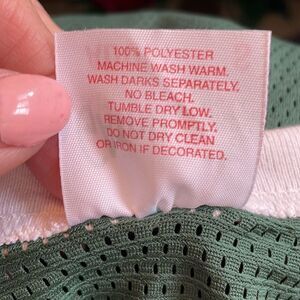 100% POLYESTER
MACHINE WASH WARM.
WASH DARKS SEPARATELY.
NO BLEACH.
TUMBLE DRY LOW.
REMOVE PROMPTLY.
DO NOT DRY CLEAN
OR IRON IF DECORATED.